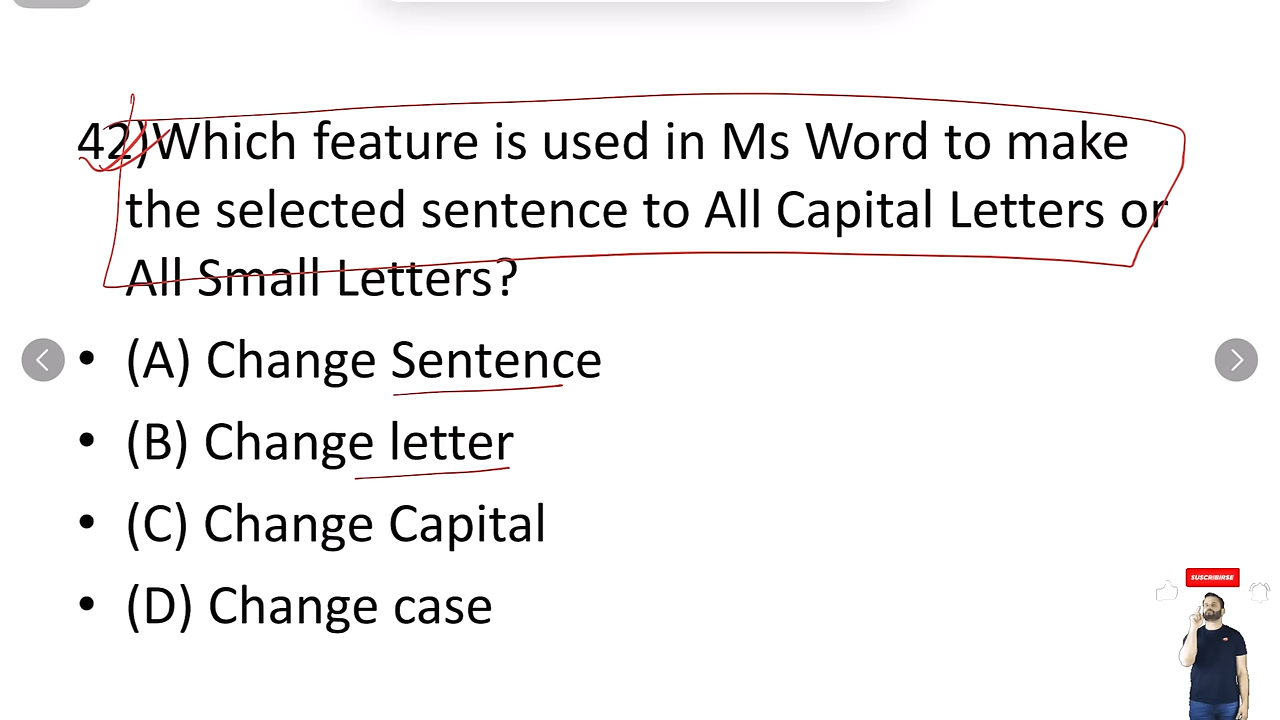 42)Which feature is used in Ms Word to make
the selected sentence to All Capital Letters or
All Small Letters?
• (A) Change Sentence
• (B) Change letter
• (C) Change Capital
• (D) Change case
SUSCRIBIRSE